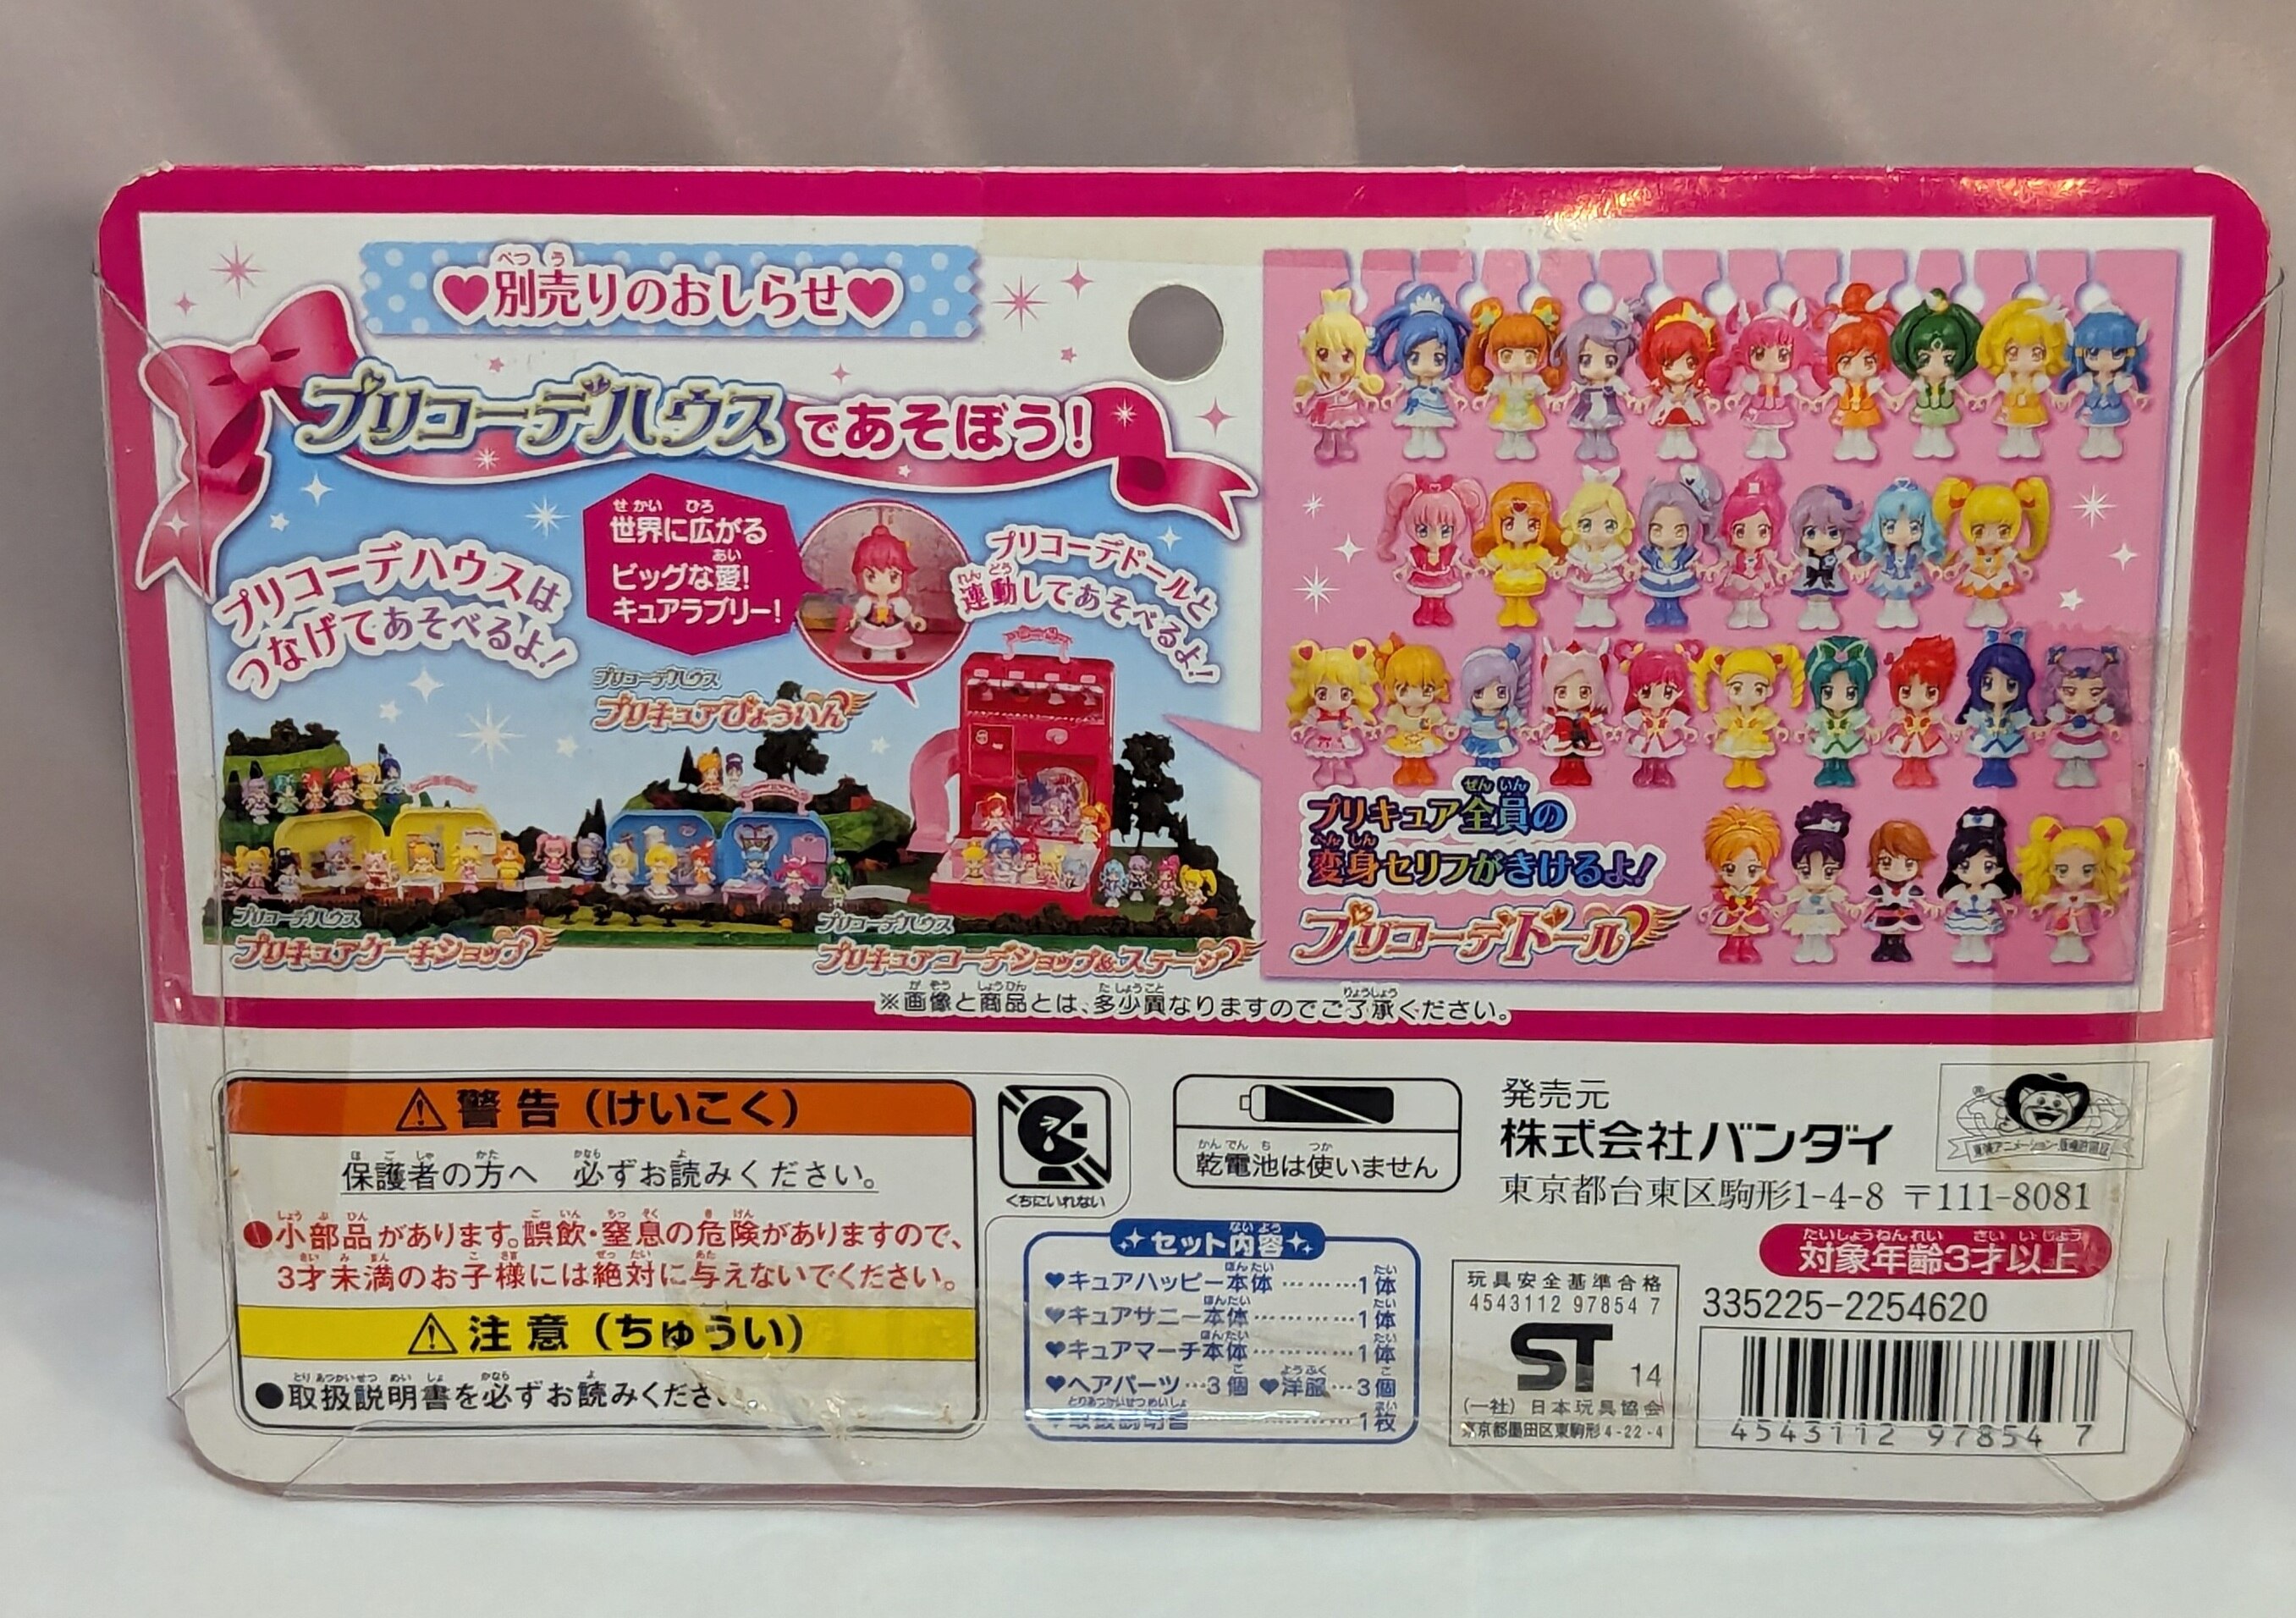 ♥別売りのおしらせ♥
プリコーデハウスであそぼう!
プリコーデハウスは
つなげてあそべるよ!
世界に広がる
ビッグな愛!
キュアラブリー!
プリコーデドールと
連動してあそべるよ!
プリコーデハウス
プリキュアびょういん
プリコーデハウス
プリキュアケーキショップ
プリコーデハウス
プリキュアコーデショップ&ステージ
プリキュア全員の
変身セリフがきけるよ!
プリコーデドール
※画像と商品とは、多少異なりますのでご了承ください。
⚠警告(けいこく)
保護者の方へ 必ずお読みください。
●小部品があります。誤飲・窒息の危険がありますので、
3才未満のお子様には絶対に与えないでください。
⚠注意(ちゅうい)
●取扱説明書を必ずお読みくださ
くちにいれない
乾電池は使いません
セット内容
♥キュアハッピー本体………1体
♥キュアサニー本体…………1体
♥キュアマーチ本体…………1体
♥ヘアパーツ…3個 ♥洋服…3個
♥取扱説明書…………………1枚
発売元
株式会社バンダイ
東京都台東区駒形1-4-8 〒111-8081
対象年齢3才以上
335225-2254620
玩具安全基準合格
4543112 97854 7
ST 14
(一社)日本玩具協会
東京都墨田区東駒形4-22-4
4543112 97854 7